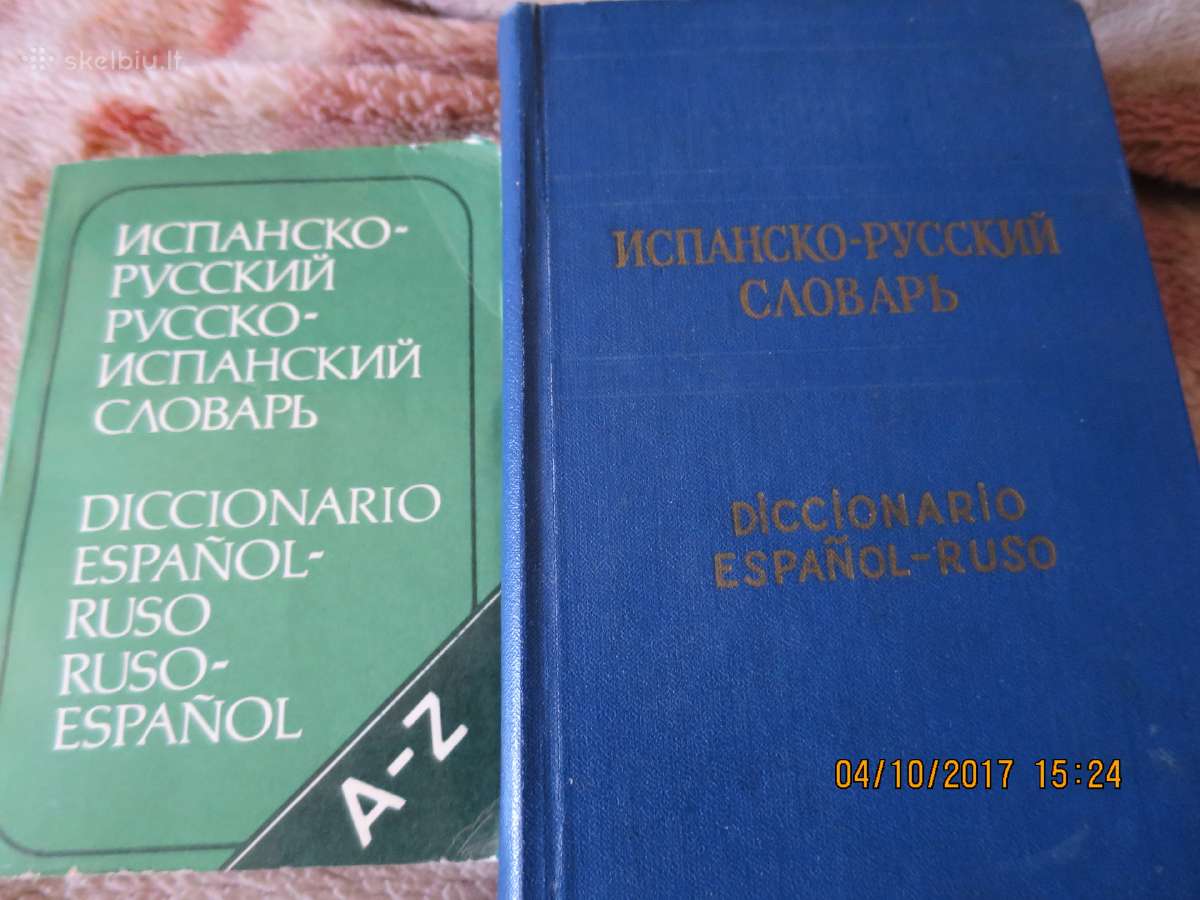 skelbiu.lt
ИСПАНСКО-
РУССКИЙ
РУССКО-
ИСПАНСКИЙ
СЛОВАРЬ
DICCIONARIO
ESPAÑOL-
RUSO
RUSO-
ESPAÑOL
A-Z
ИСПАНСКО-РУССКИЙ
СЛОВАРЬ
DICCIONARIO
ESPAÑOL-RUSO
04/10/2017 15:24